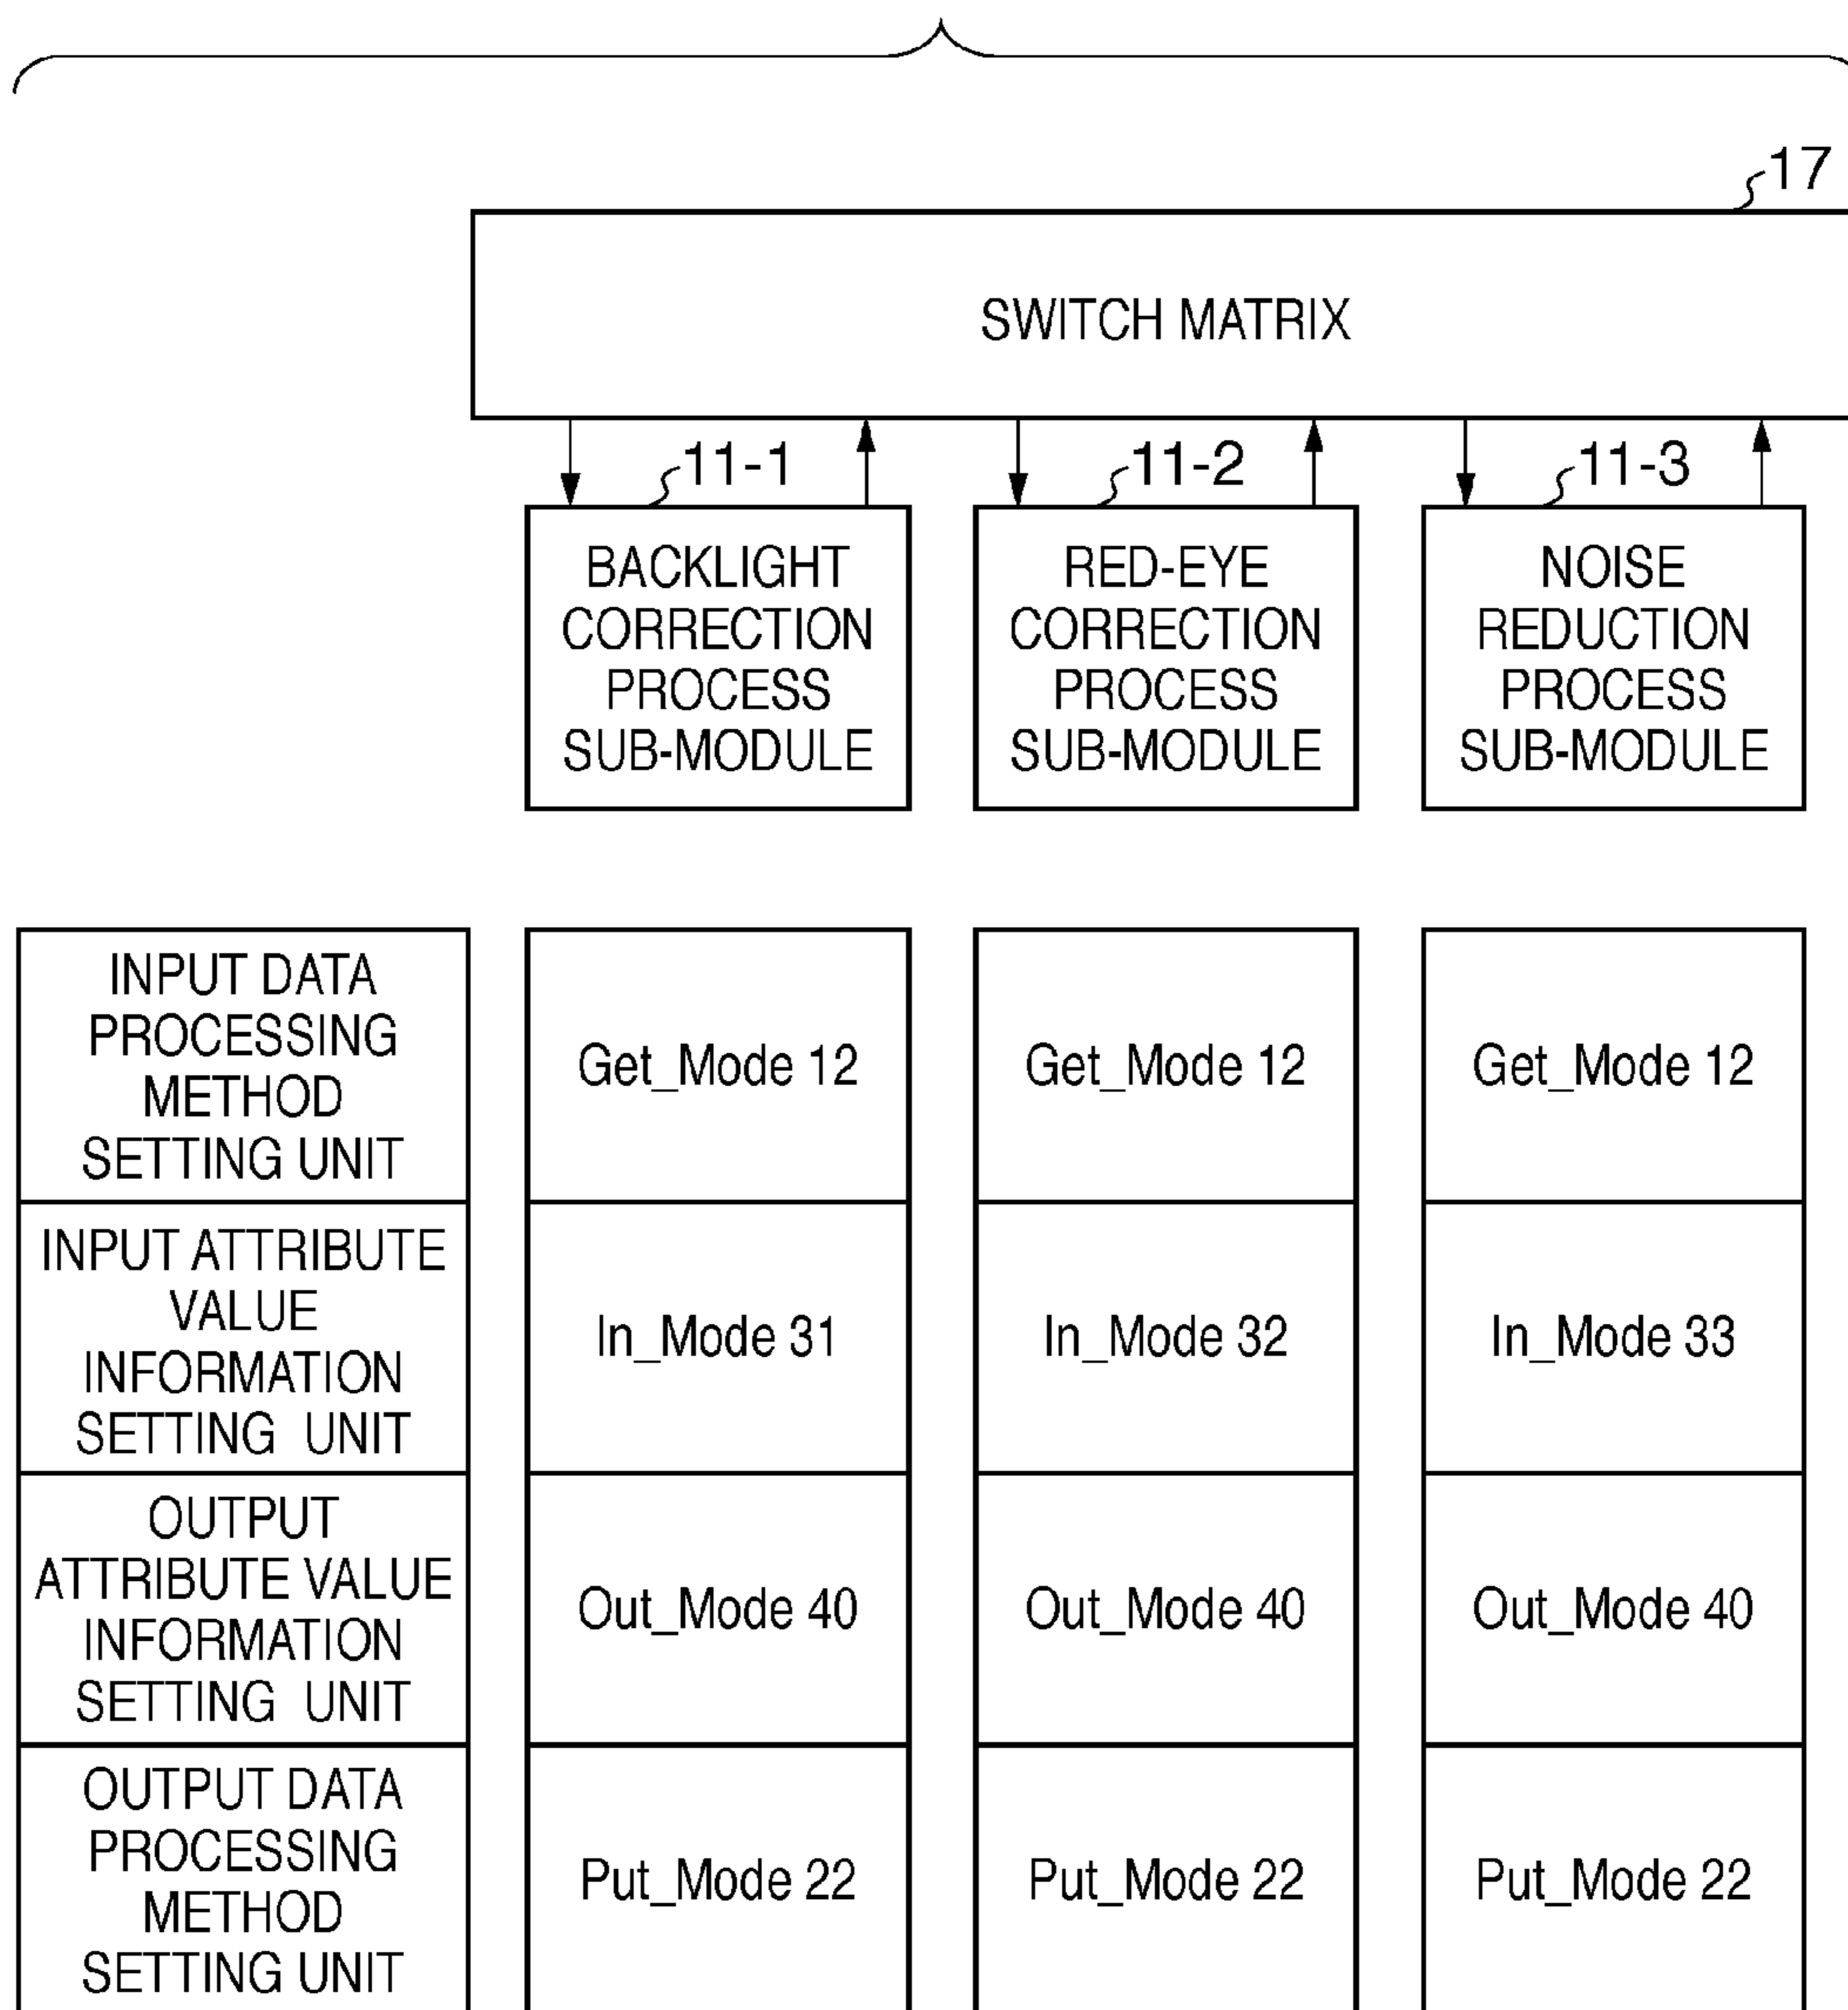 17
SWITCH MATRIX
11-1
11-2
11-3
BACKLIGHT
CORRECTION
PROCESS
SUB-MODULE
RED-EYE
CORRECTION
PROCESS
SUB-MODULE
NOISE
REDUCTION
PROCESS
SUB-MODULE
INPUT DATA
PROCESSING
METHOD
SETTING UNIT
Get_Mode 12
Get_Mode 12
Get_Mode 12
INPUT ATTRIBUTE
VALUE
INFORMATION
SETTING UNIT
In_Mode 31
In_Mode 32
In_Mode 33
OUTPUT
ATTRIBUTE VALUE
INFORMATION
SETTING UNIT
Out_Mode 40
Out_Mode 40
Out_Mode 40
OUTPUT DATA
PROCESSING
METHOD
SETTING UNIT
Put_Mode 22
Put_Mode 22
Put_Mode 22